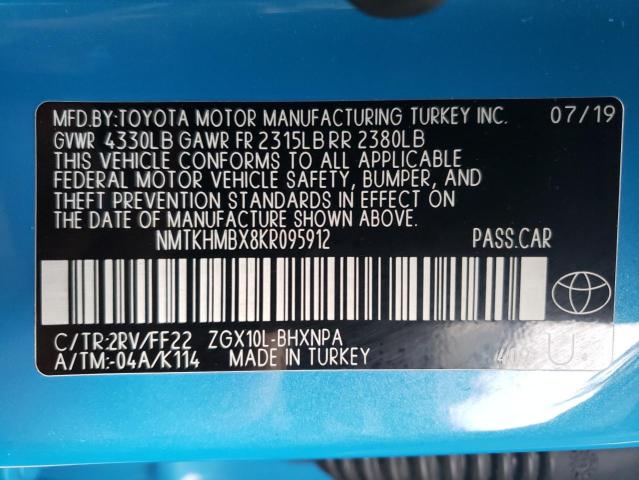 MFD.BY:TOYOTA MOTOR MANUFACTURING TURKEY INC. 07/19
GVWR 4330LB GAWR FR 2315LB RR 2380LB
THIS VEHICLE CONFORMS TO ALL APPLICABLE
FEDERAL MOTOR VEHICLE SAFETY, BUMPER, AND
THEFT PREVENTION STANDARDS IN EFFECT ON
THE DATE OF MANUFACTURE SHOWN ABOVE.
NMTKHMBX8KR095912 PASS.CAR
C/TR:2RV/FF22 ZGX10L-BHXNPA
A/TM:-04A/K114 MADE IN TURKEY U.